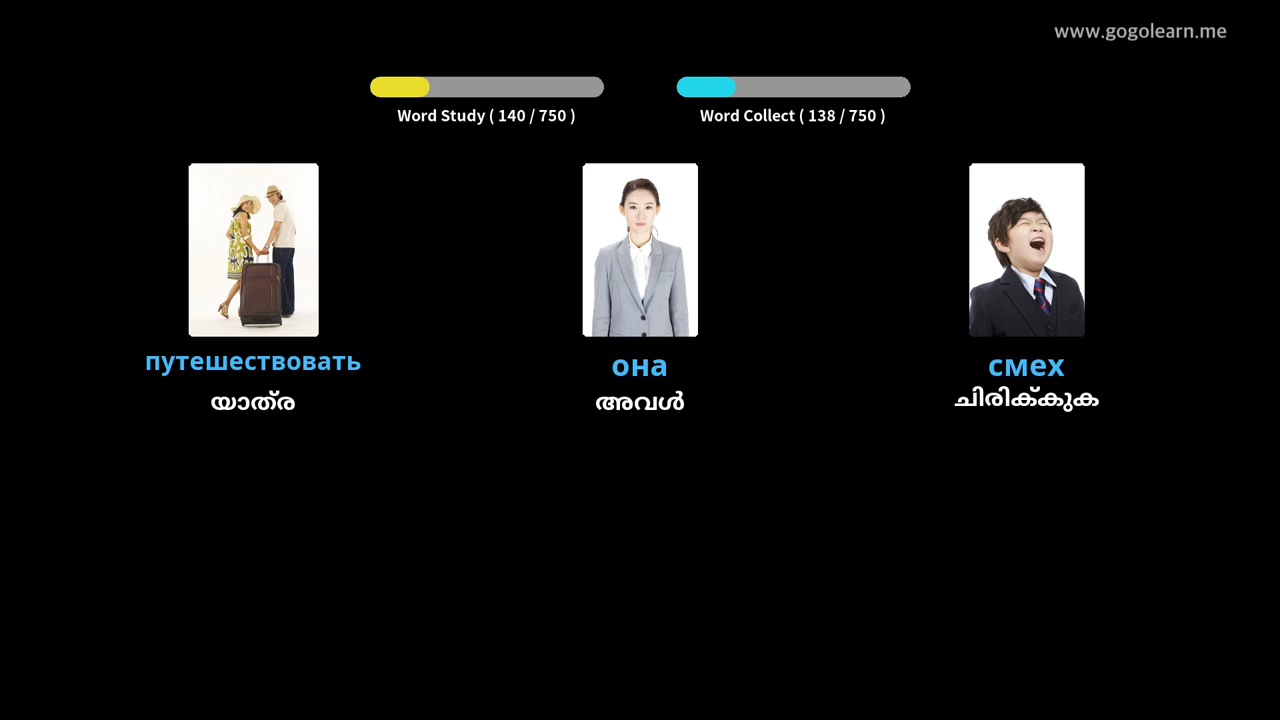 www.gogolearn.me
Word Study ( 140 / 750 )
Word Collect ( 138 / 750 )
путешествовать
она
смех
യാത്ര
അവൾ
ചിരിക്കുക